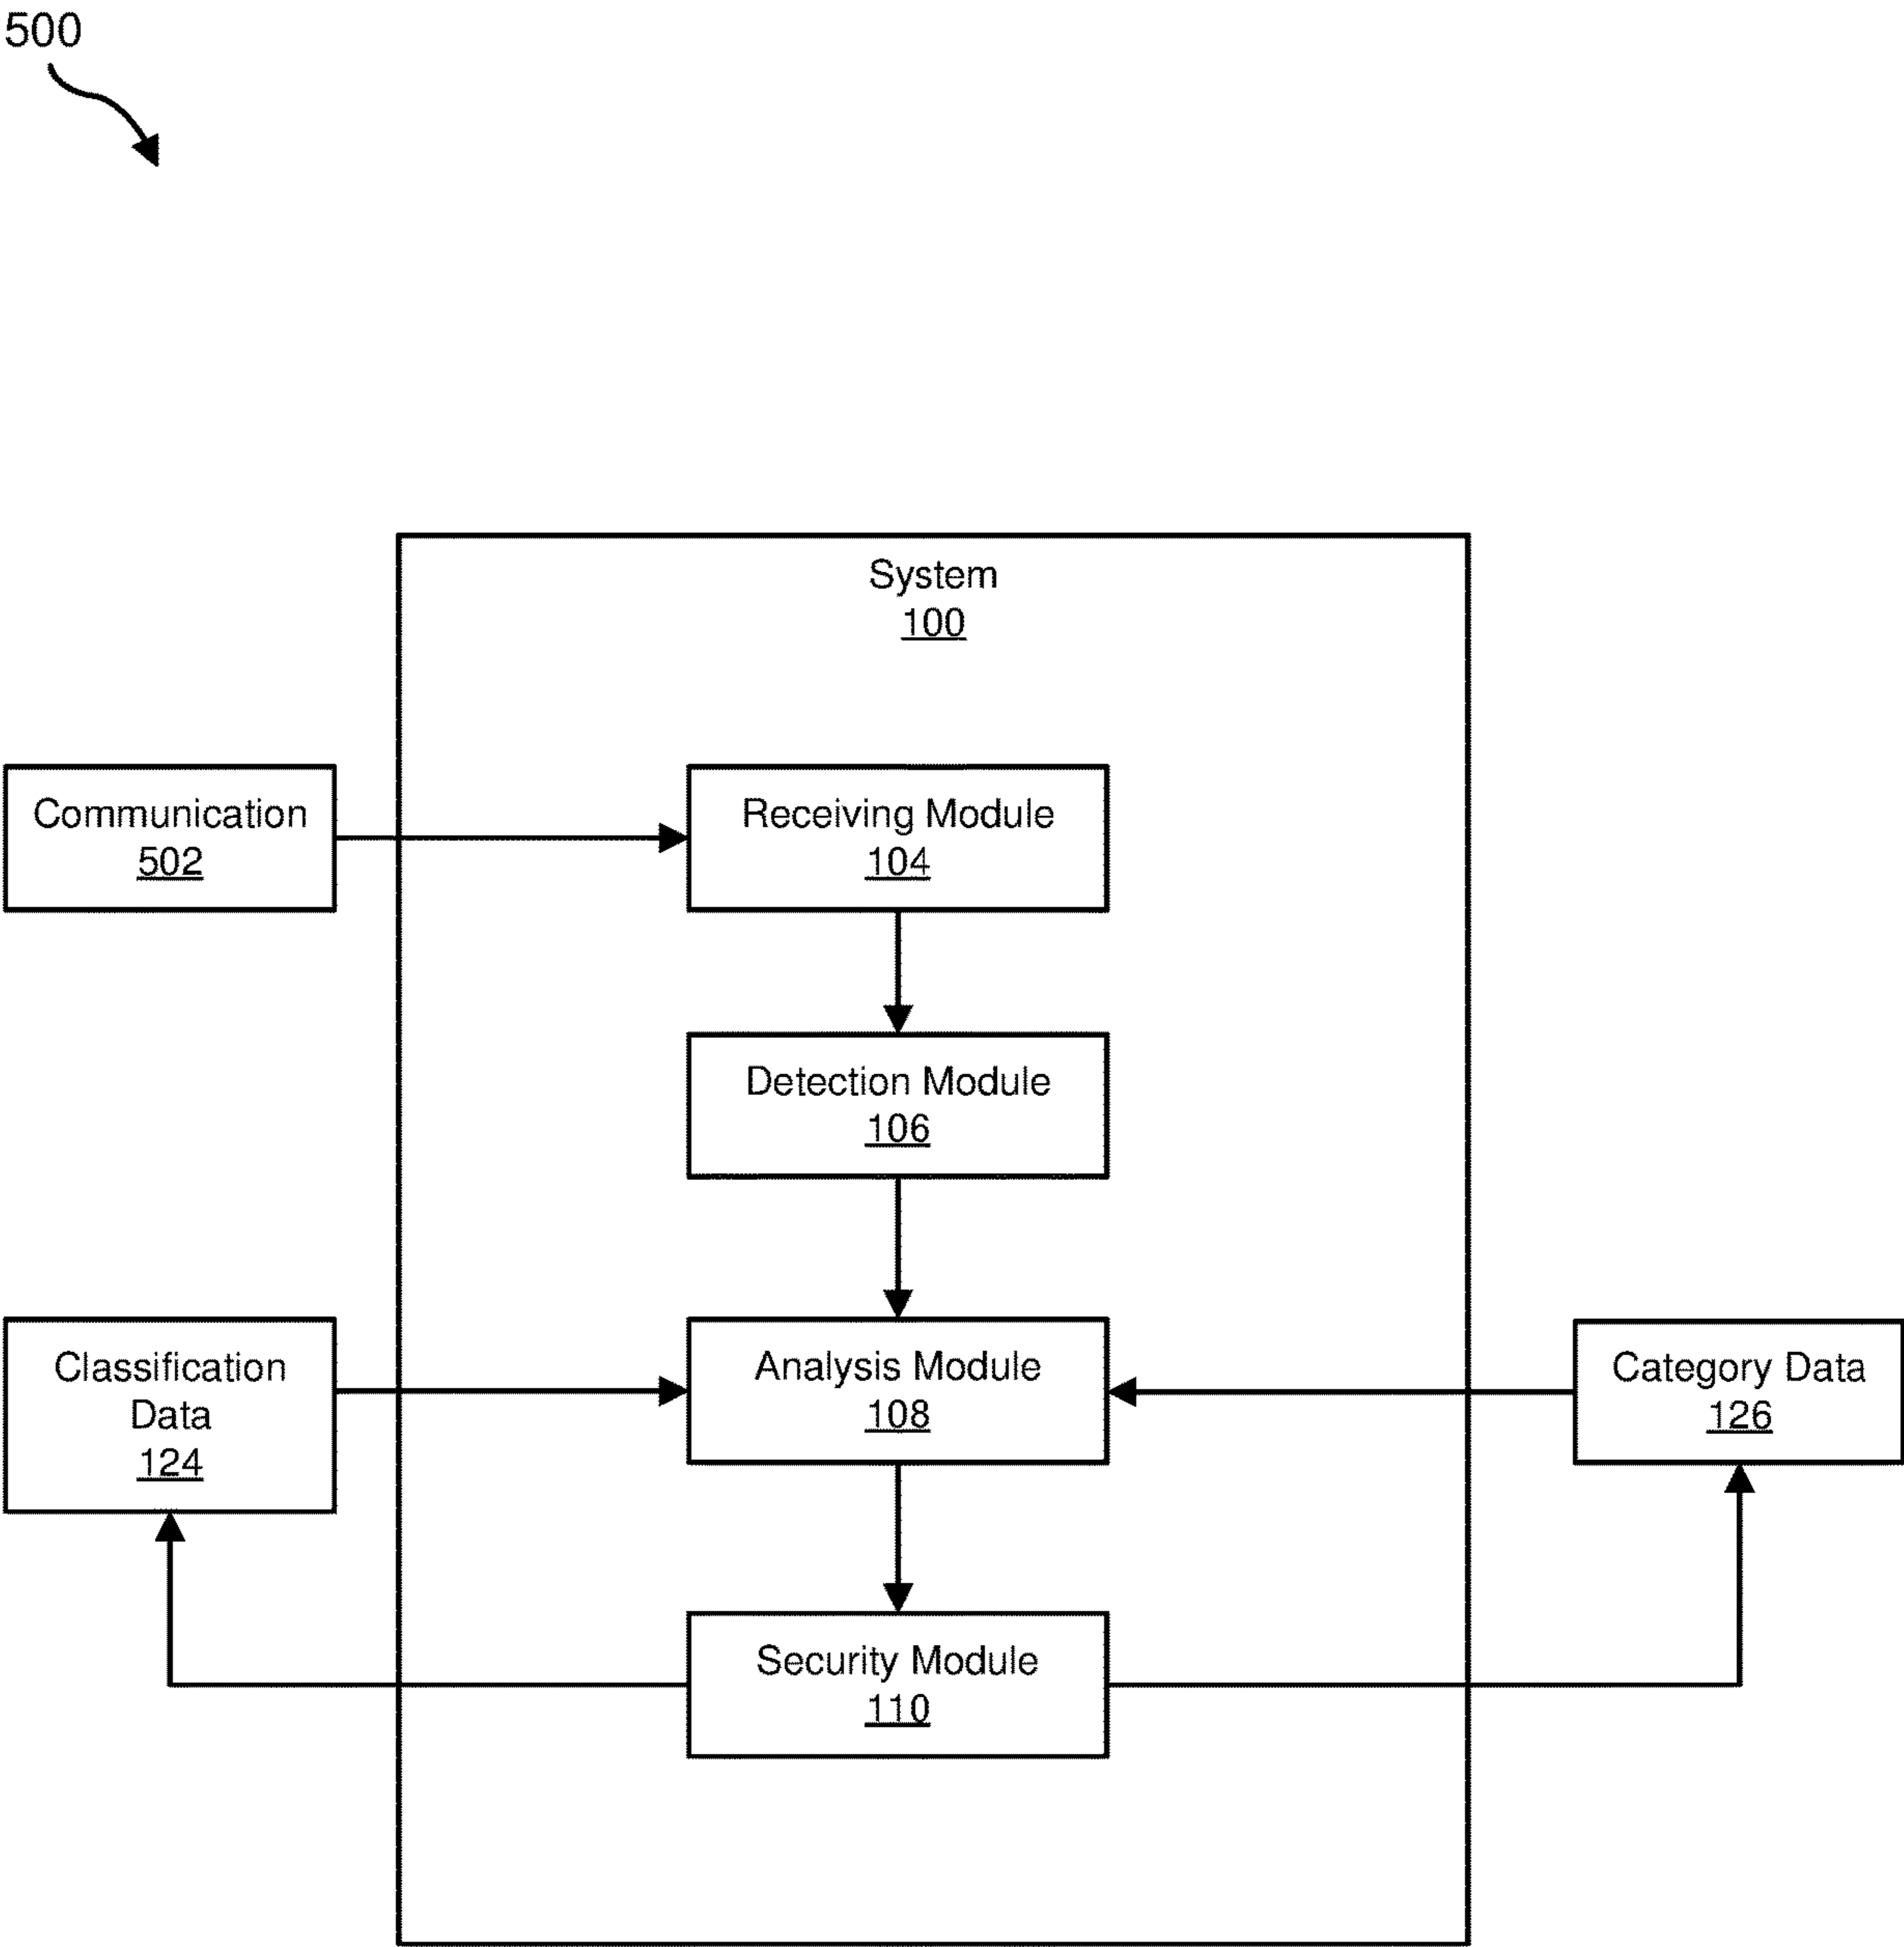 500
System
100
Communication
502
Receiving Module
104
Detection Module
106
Classification
Data
124
Analysis Module
108
Category Data
126
Security Module
110